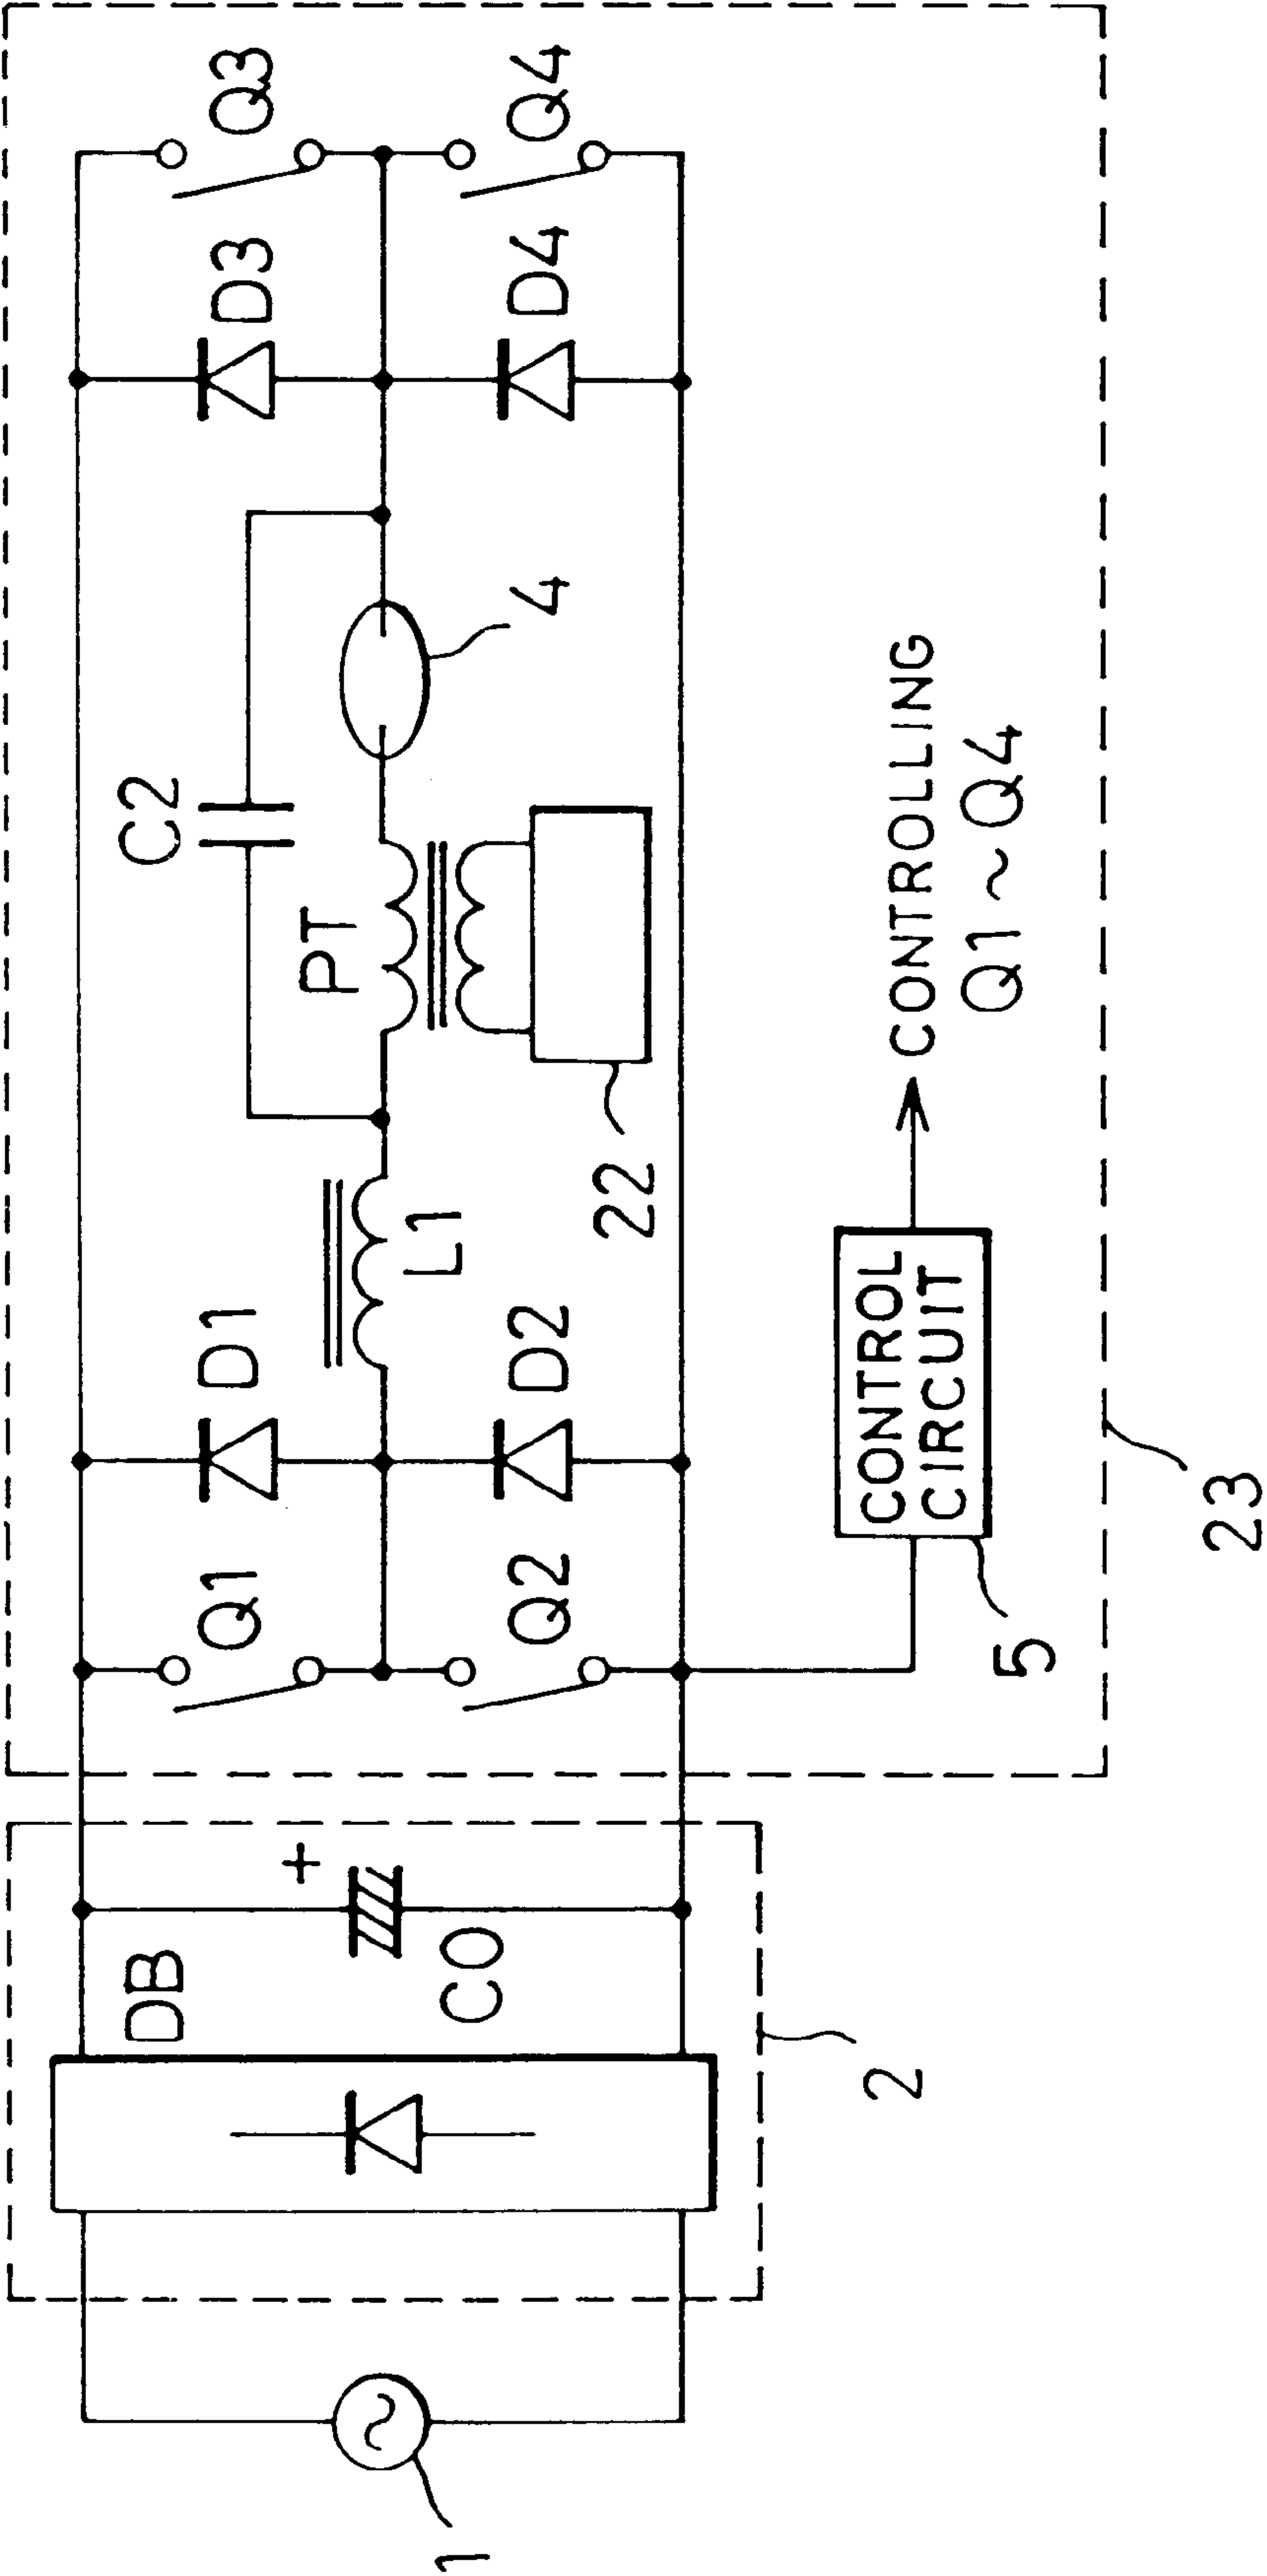 1
2
DB
+
C0
Q1
Q2
D1
D2
L1
PT
C2
22
4
D3
D4
Q3
Q4
5
CONTROL
CIRCUIT
CONTROLLING
Q1~Q4
23